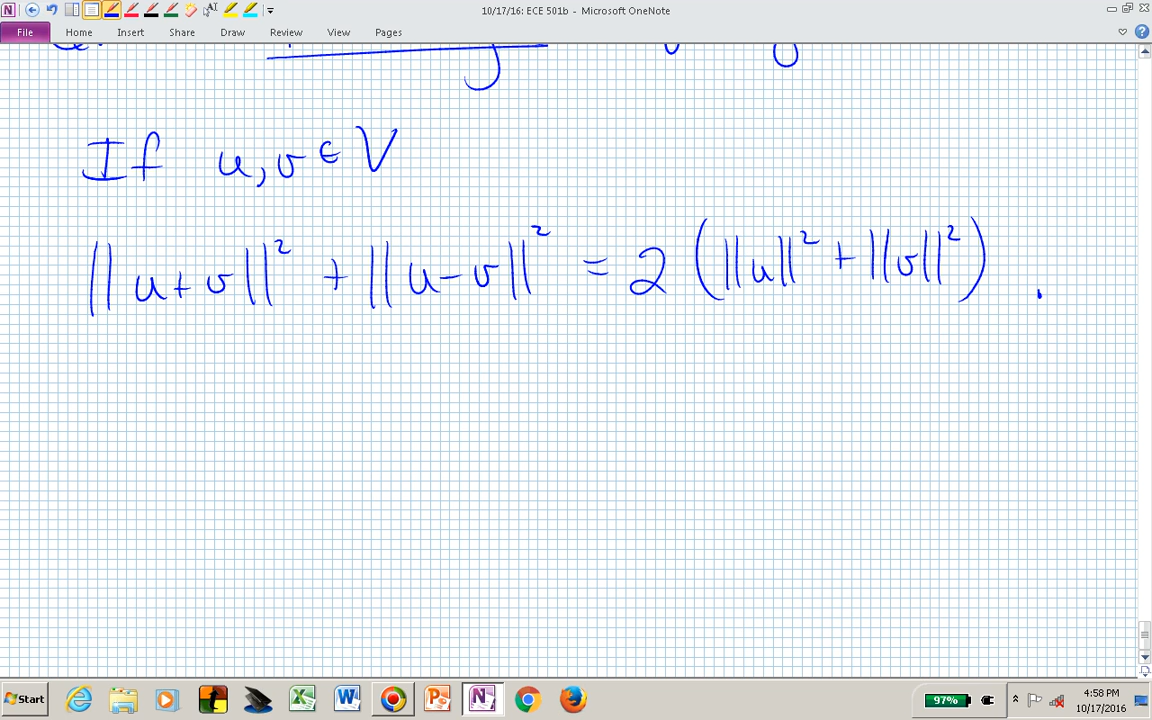 10/17/16: ECE 501b - Microsoft OneNote
File Home Insert Share Draw Review View Pages
If u, v ∈ V
||u+v||² + ||u-v||² = 2 (||u||² + ||v||²) .
Start
97%
4:58 PM
10/17/2016